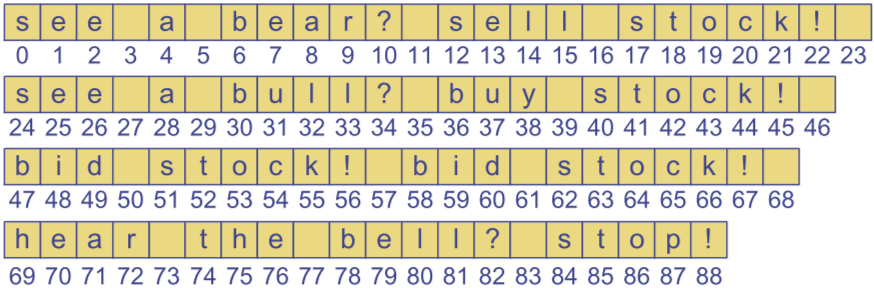 see a bear? sell stock!
0 1 2 3 4 5 6 7 8 9 10 11 12 13 14 15 16 17 18 19 20 21 22 23
see a bull? buy stock!
24 25 26 27 28 29 30 31 32 33 34 35 36 37 38 39 40 41 42 43 44 45 46
bid stock! bid stock!
47 48 49 50 51 52 53 54 55 56 57 58 59 60 61 62 63 64 65 66 67 68
hear the bell? stop!
69 70 71 72 73 74 75 76 77 78 79 80 81 82 83 84 85 86 87 88